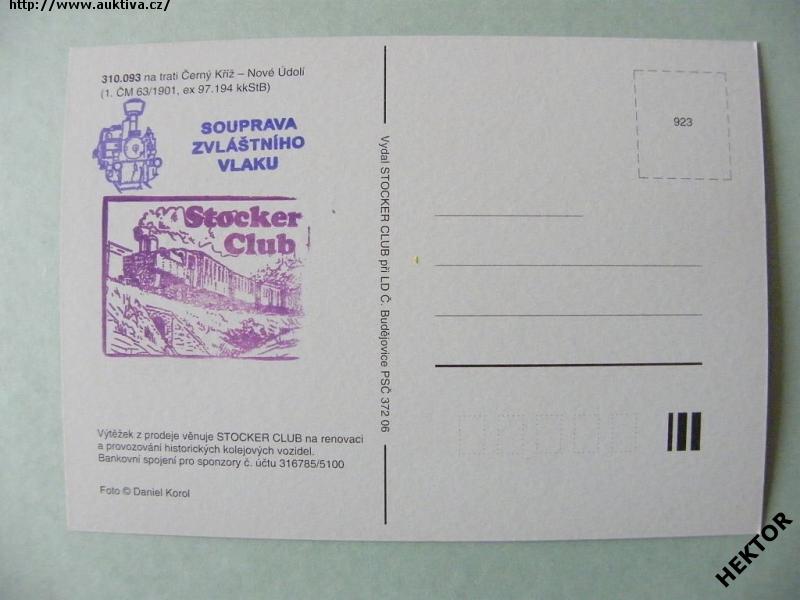 http://www.auktiva.cz/
310.093 na trati Černý Kříž – Nové Údolí
(1. ČM 63/1901, ex 97.194 kkStB)
SOUPRAVA
ZVLÁŠTNÍHO
VLAKU
Stocker
Club
Výtěžek z prodeje věnuje STOCKER CLUB na renovaci
a provozování historických kolejových vozidel.
Bankovní spojení pro sponzory č. účtu 316785/5100
Foto © Daniel Korol
Vydal STOCKER CLUB při LD Č. Budějovice PSČ 372 06
923
HEKTOR